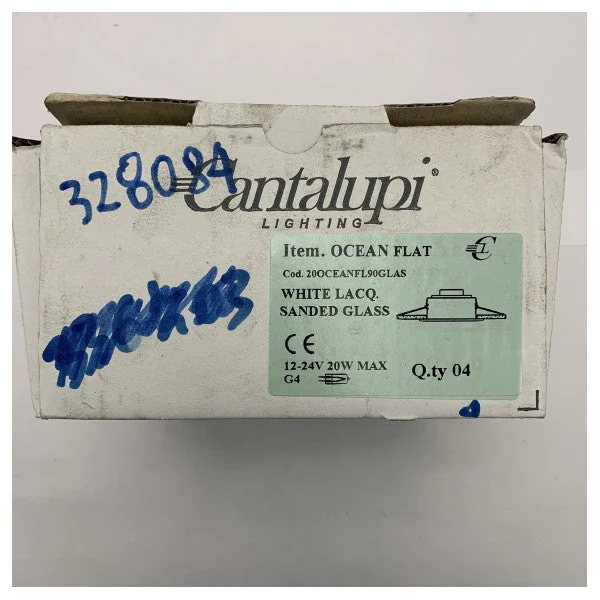 328084
Cantalupi®
LIGHTING
Item. OCEAN FLAT
Cod. 20OCEANFL90GLAS
WHITE LACQ.
SANDED GLASS
CE
12-24V 20W MAX
G4
Q.ty 04